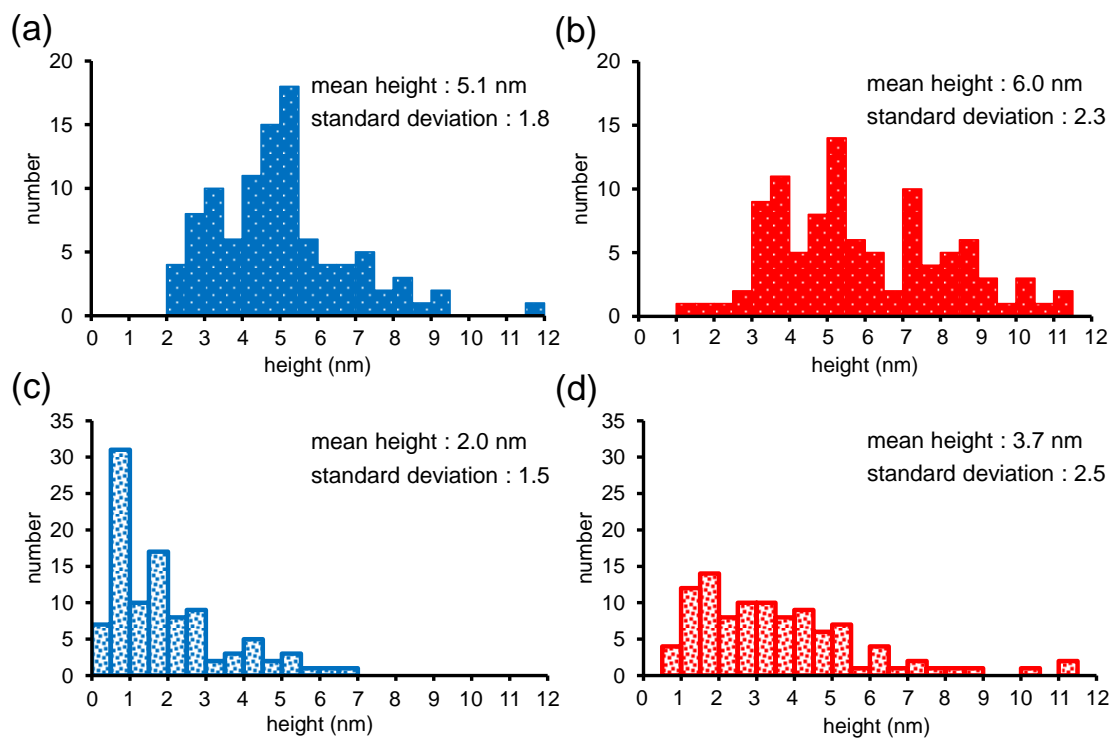 (a)
20
15
10
5
0
number
mean height : 5.1 nm
standard deviation : 1.8
0 1 2 3 4 5 6 7 8 9 10 11 12
height (nm)
(b)
20
15
10
5
0
number
mean height : 6.0 nm
standard deviation : 2.3
0 1 2 3 4 5 6 7 8 9 10 11 12
height (nm)
(c)
35
30
25
20
15
10
5
0
number
mean height : 2.0 nm
standard deviation : 1.5
0 1 2 3 4 5 6 7 8 9 10 11 12
height (nm)
(d)
35
30
25
20
15
10
5
0
number
mean height : 3.7 nm
standard deviation : 2.5
0 1 2 3 4 5 6 7 8 9 10 11 12
height (nm)